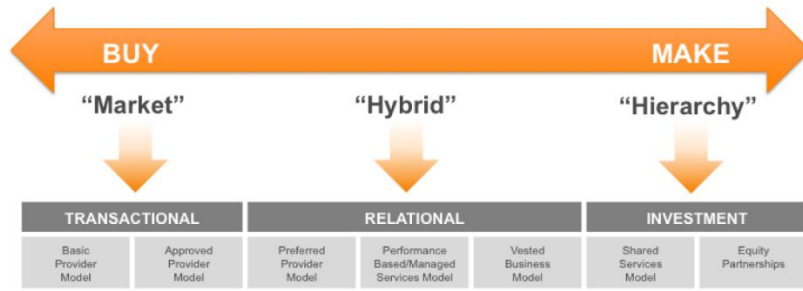 BUY MAKE
“Market” “Hybrid” “Hierarchy”
TRANSACTIONAL RELATIONAL INVESTMENT
Basic
Provider
Model
Approved
Provider
Model
Preferred
Provider
Model
Performance
Based/Managed
Services Model
Vested
Business
Model
Shared
Services
Model
Equity
Partnerships